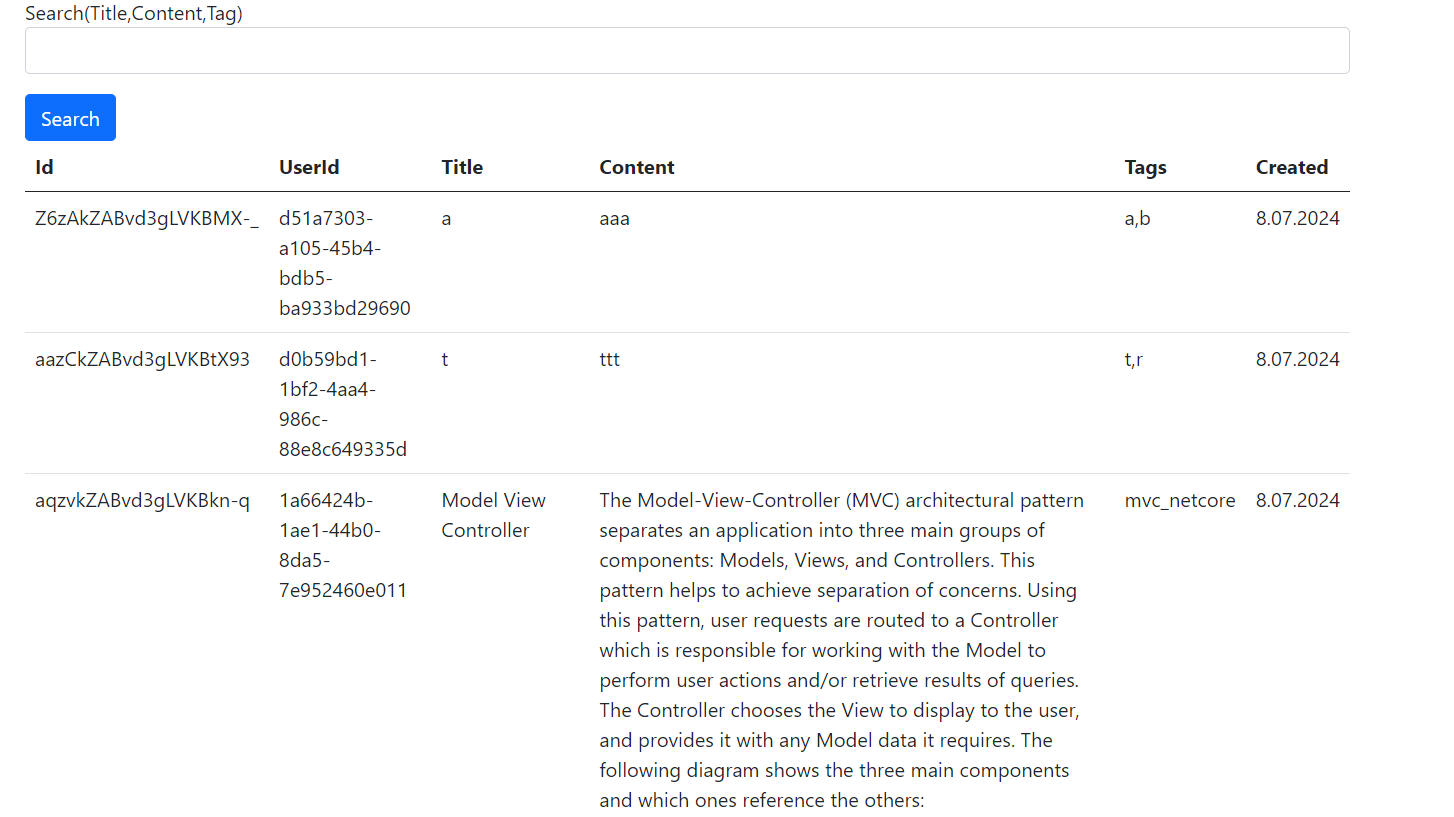 Search(Title,Content,Tag)
Search
Id UserId Title Content Tags Created
Z6zAkZABvd3gLVKBMX-_ d51a7303- a aaa a,b 8.07.2024
a105-45b4-
bdb5-
ba933bd29690
aazCkZABvd3gLVKBtX93 d0b59bd1- t ttt t,r 8.07.2024
1bf2-4aa4-
986c-
88e8c649335d
aqzvkZABvd3gLVKBkn-q 1a66424b- Model View The Model-View-Controller (MVC) architectural pattern mvc_netcore 8.07.2024
1ae1-44b0- Controller separates an application into three main groups of
8da5- components: Models, Views, and Controllers. This
7e952460e011 pattern helps to achieve separation of concerns. Using
this pattern, user requests are routed to a Controller
which is responsible for working with the Model to
perform user actions and/or retrieve results of queries.
The Controller chooses the View to display to the user,
and provides it with any Model data it requires. The
following diagram shows the three main components
and which ones reference the others: